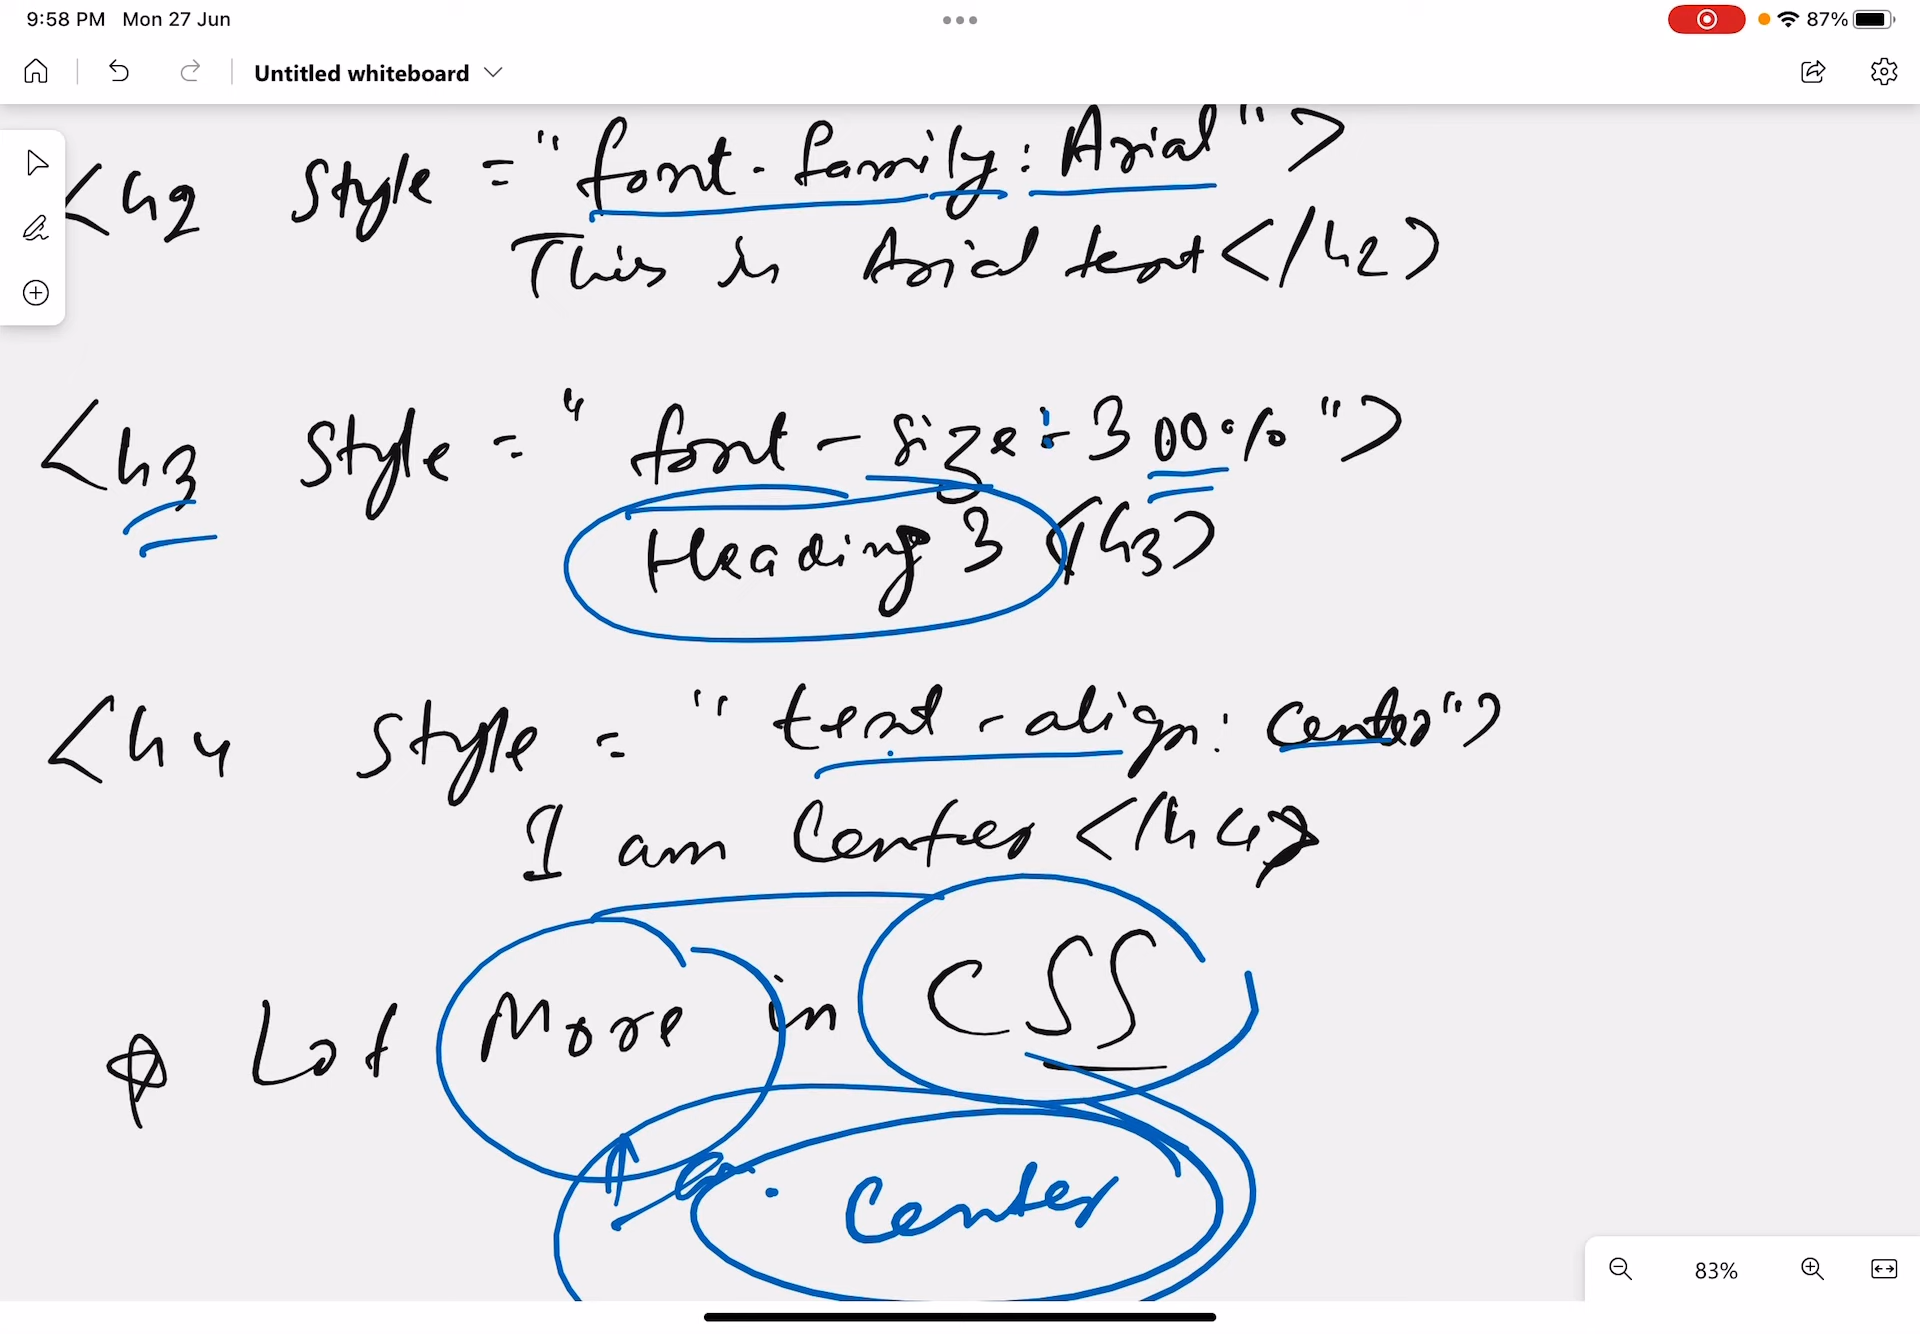 9:58 PM Mon 27 Jun
87%
Untitled whiteboard
<h2 style = "font-family: Arial">
This is Arial text </h2>
<h3 style = "font-size: 300%">
Heading 3 </h3>
<h4 style = "text-align: center">
I am Center </h4>
Lot More in CSS
Center
83%